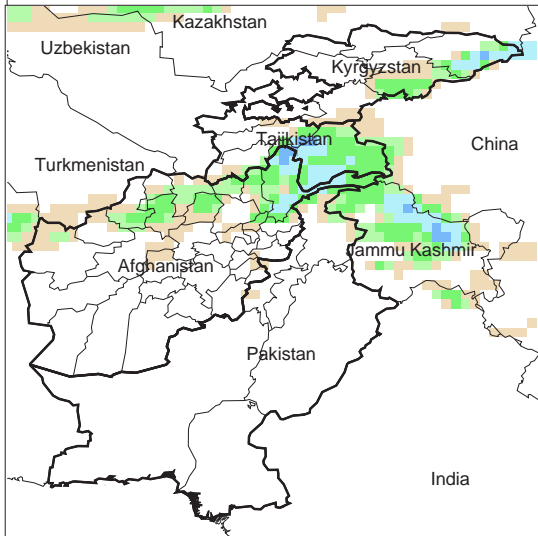 Kazakhstan
Uzbekistan
Kyrgyzstan
Tajikistan
China
Turkmenistan
Jammu Kashmir
Afghanistan
Pakistan
India